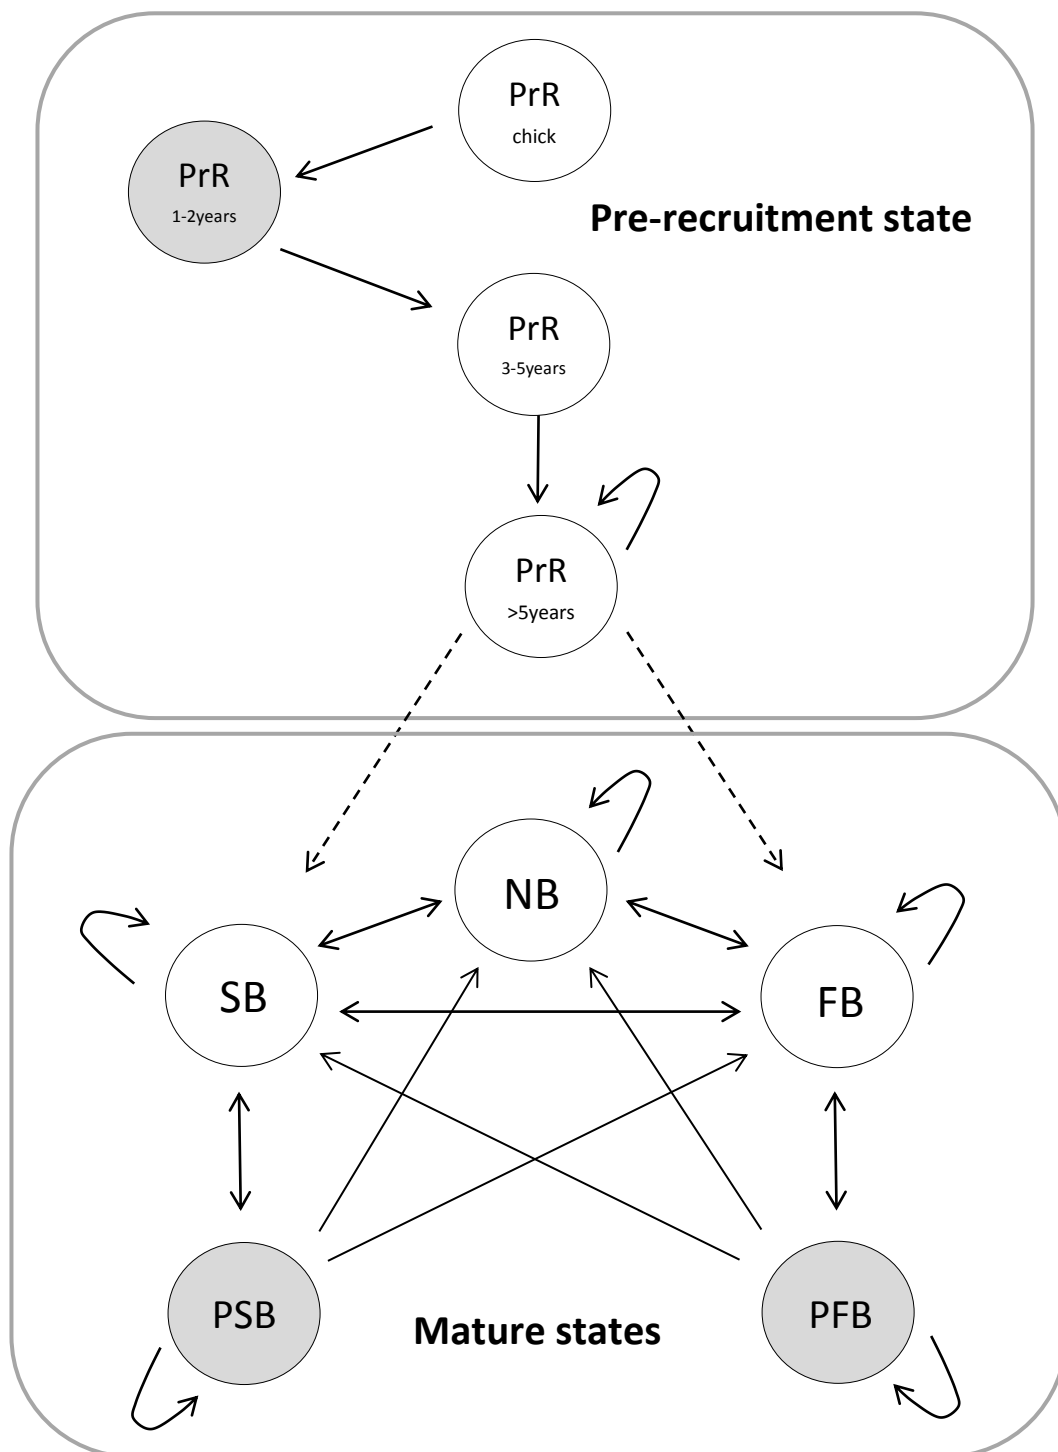 PrR
chick
PrR
1-2years
Pre-recruitment state
PrR
3-5years
PrR
>5years
NB
SB
FB
PSB
PFB
Mature states